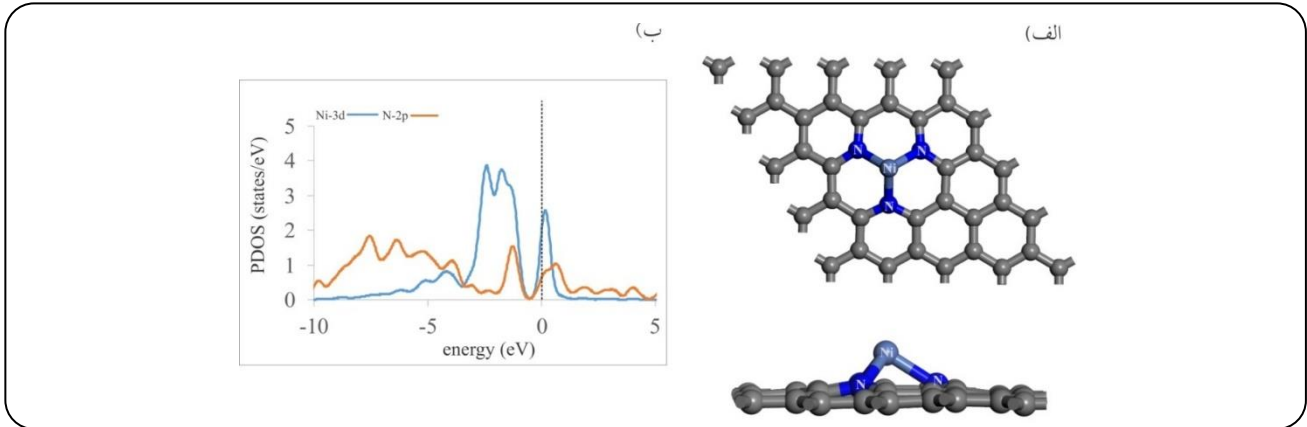 الف)
ب)
Ni-3d N-2p
5
4
3
2
1
0
PDOS (states/eV)
-10 -5 0 5
energy (eV)
N N
Ni
N
Ni
N N